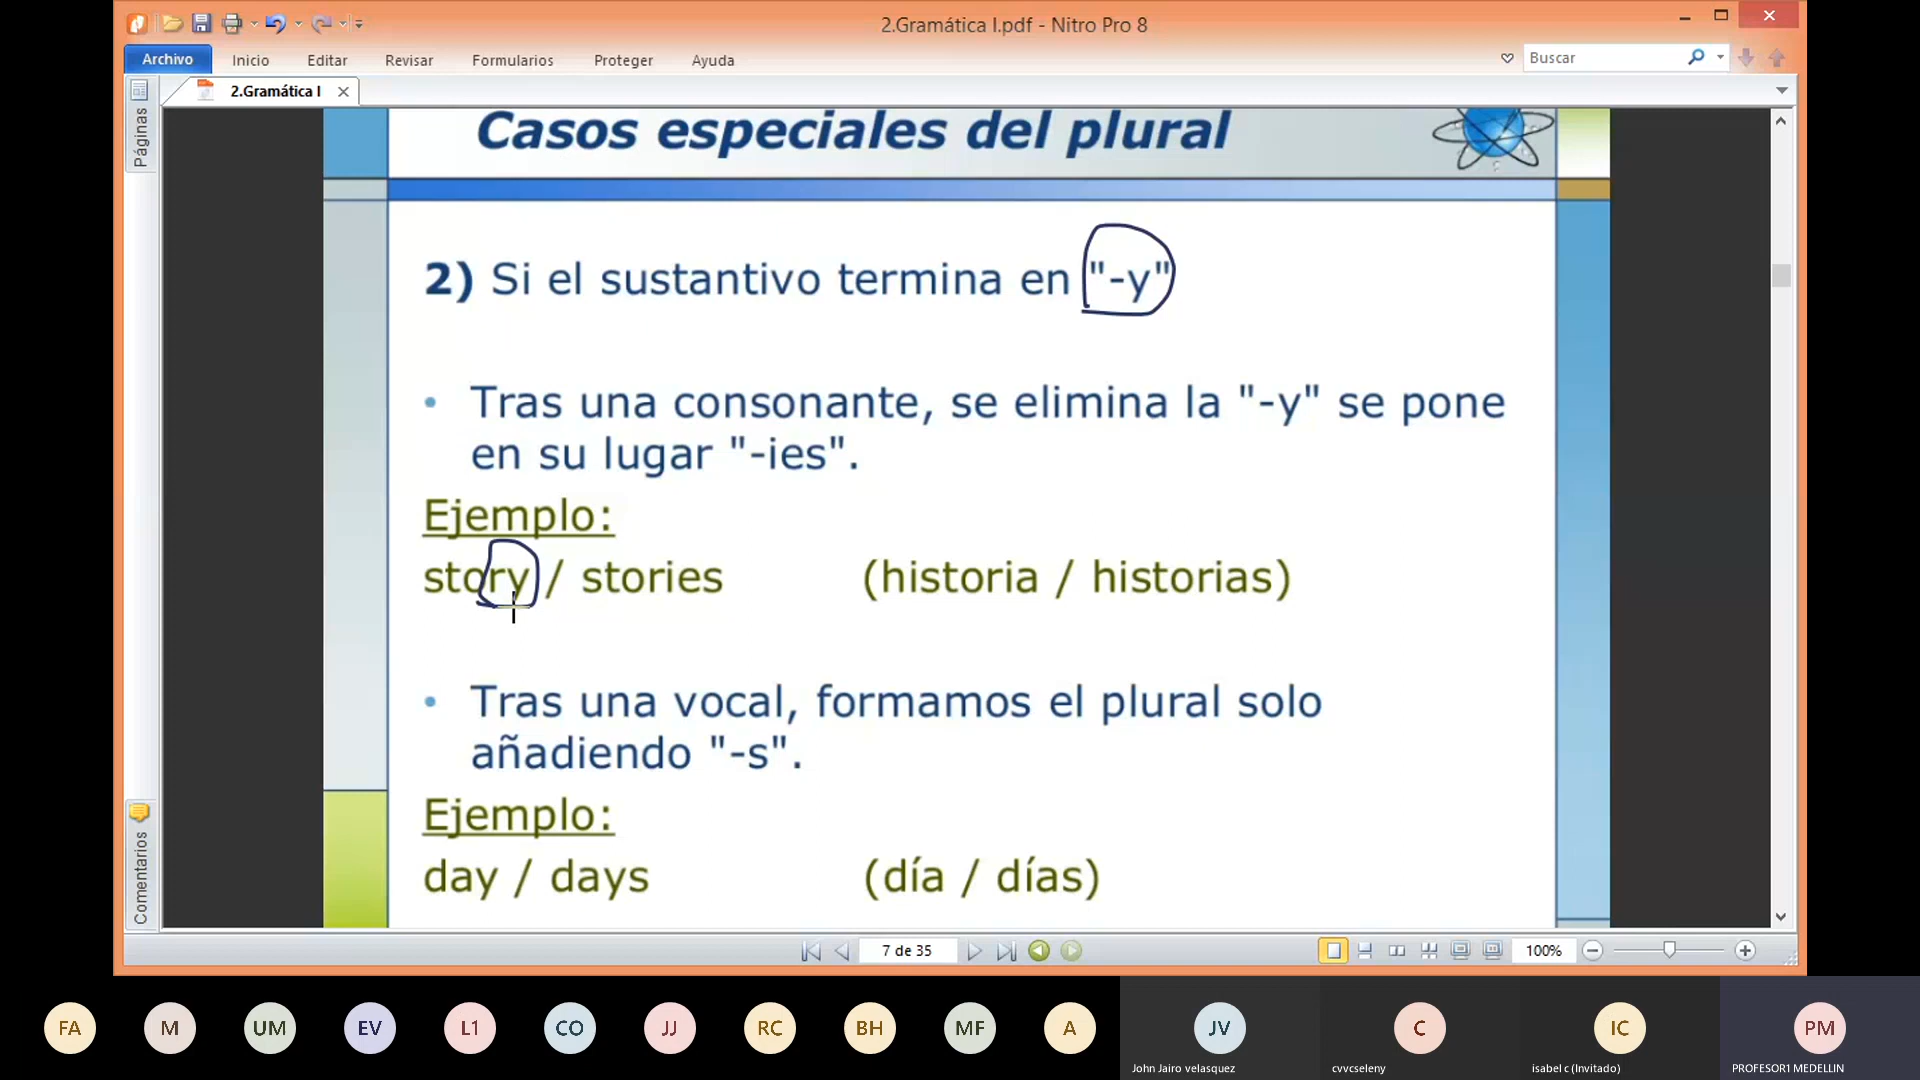 2.Gramática I.pdf - Nitro Pro 8
Archivo
Inicio
Editar
Revisar
Formularios
Proteger
Ayuda
Buscar
2.Gramática I
Páginas
Casos especiales del plural
2) Si el sustantivo termina en "-y"
• Tras una consonante, se elimina la "-y" se pone
en su lugar "-ies".
Ejemplo:
story / stories (historia / historias)
• Tras una vocal, formamos el plural solo
añadiendo "-s".
Ejemplo:
day / days (día / días)
Comentarios
7 de 35
100%
FA
M
UM
EV
L1
CO
JJ
RC
BH
MF
A
JV
C
IC
PM
John Jairo velasquez
cvvcseleny
isabel c (Invitado)
PROFESOR1 MEDELLIN